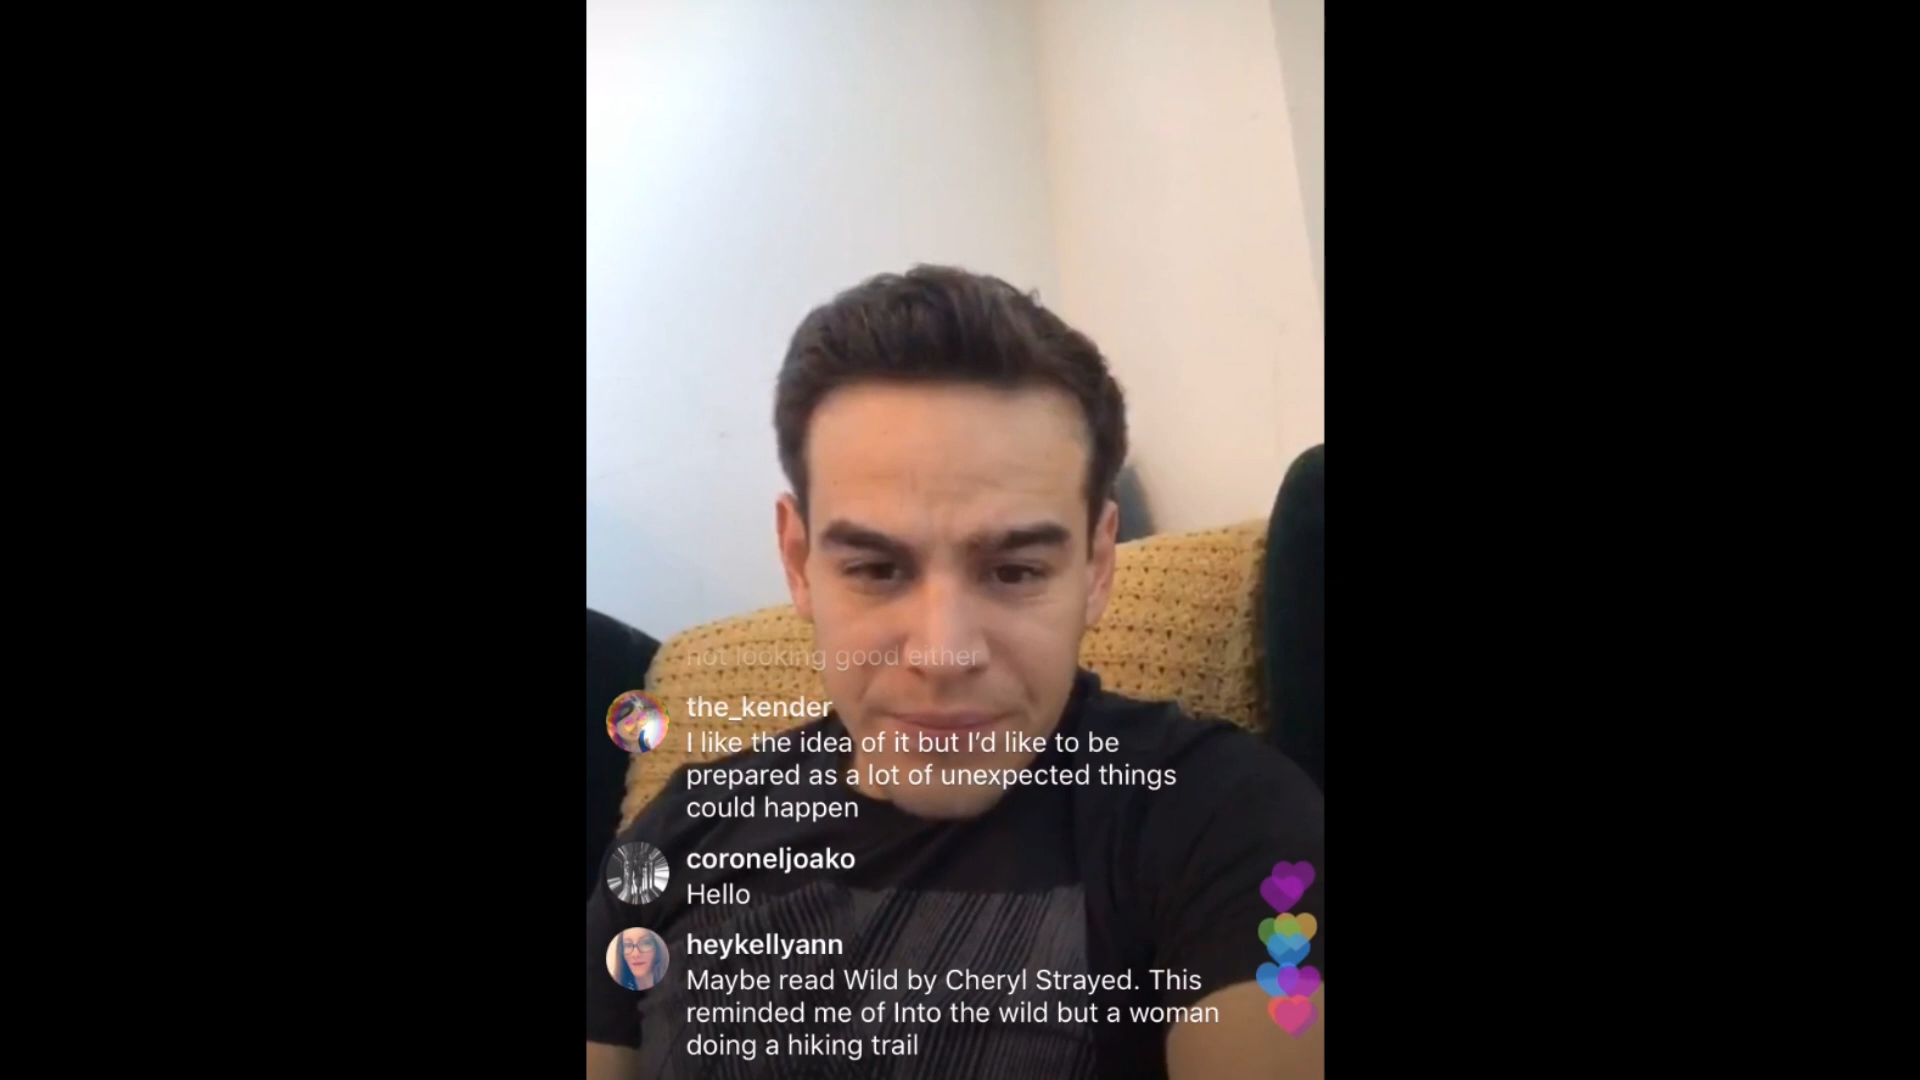 not looking good either
the_kender
I like the idea of it but I’d like to be
prepared as a lot of unexpected things
could happen
coroneljoako
Hello
heykellyann
Maybe read Wild by Cheryl Strayed. This
reminded me of Into the wild but a woman
doing a hiking trail